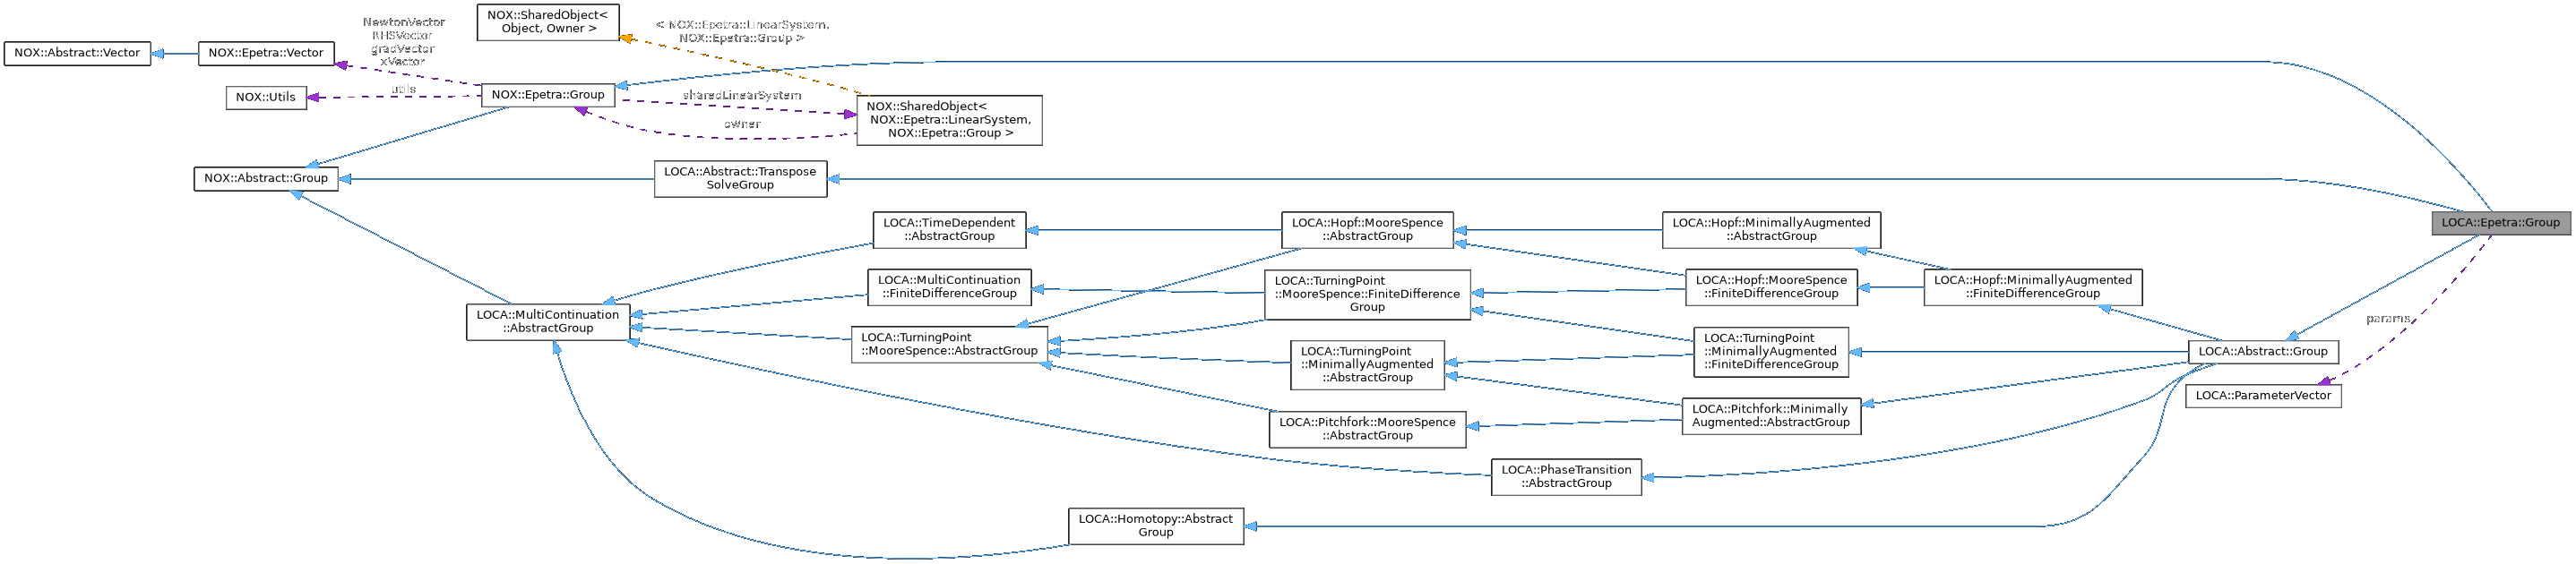 NOX::Abstract::Vector
NOX::Epetra::Vector
NewtonVector
RHSVector
gradVector
xVector
NOX::SharedObject<
Object, Owner >
< NOX::Epetra::LinearSystem,
NOX::Epetra::Group >
NOX::Utils
utils
NOX::Epetra::Group
sharedLinearSystem
owner
NOX::SharedObject<
NOX::Epetra::LinearSystem,
NOX::Epetra::Group >
NOX::Abstract::Group
LOCA::Abstract::Transpose
SolveGroup
LOCA::TimeDependent
::AbstractGroup
LOCA::Hopf::MooreSpence
::AbstractGroup
LOCA::Hopf::MinimallyAugmented
::AbstractGroup
LOCA::Epetra::Group
LOCA::MultiContinuation
::FiniteDifferenceGroup
LOCA::TurningPoint
::MooreSpence::FiniteDifference
Group
LOCA::Hopf::MooreSpence
::FiniteDifferenceGroup
LOCA::Hopf::MinimallyAugmented
::FiniteDifferenceGroup
LOCA::MultiContinuation
::AbstractGroup
LOCA::TurningPoint
::MooreSpence::AbstractGroup
LOCA::TurningPoint
::MinimallyAugmented
::AbstractGroup
LOCA::TurningPoint
::MinimallyAugmented
::FiniteDifferenceGroup
LOCA::Abstract::Group
params
LOCA::ParameterVector
LOCA::Pitchfork::MooreSpence
::AbstractGroup
LOCA::Pitchfork::Minimally
Augmented::AbstractGroup
LOCA::PhaseTransition
::AbstractGroup
LOCA::Homotopy::Abstract
Group